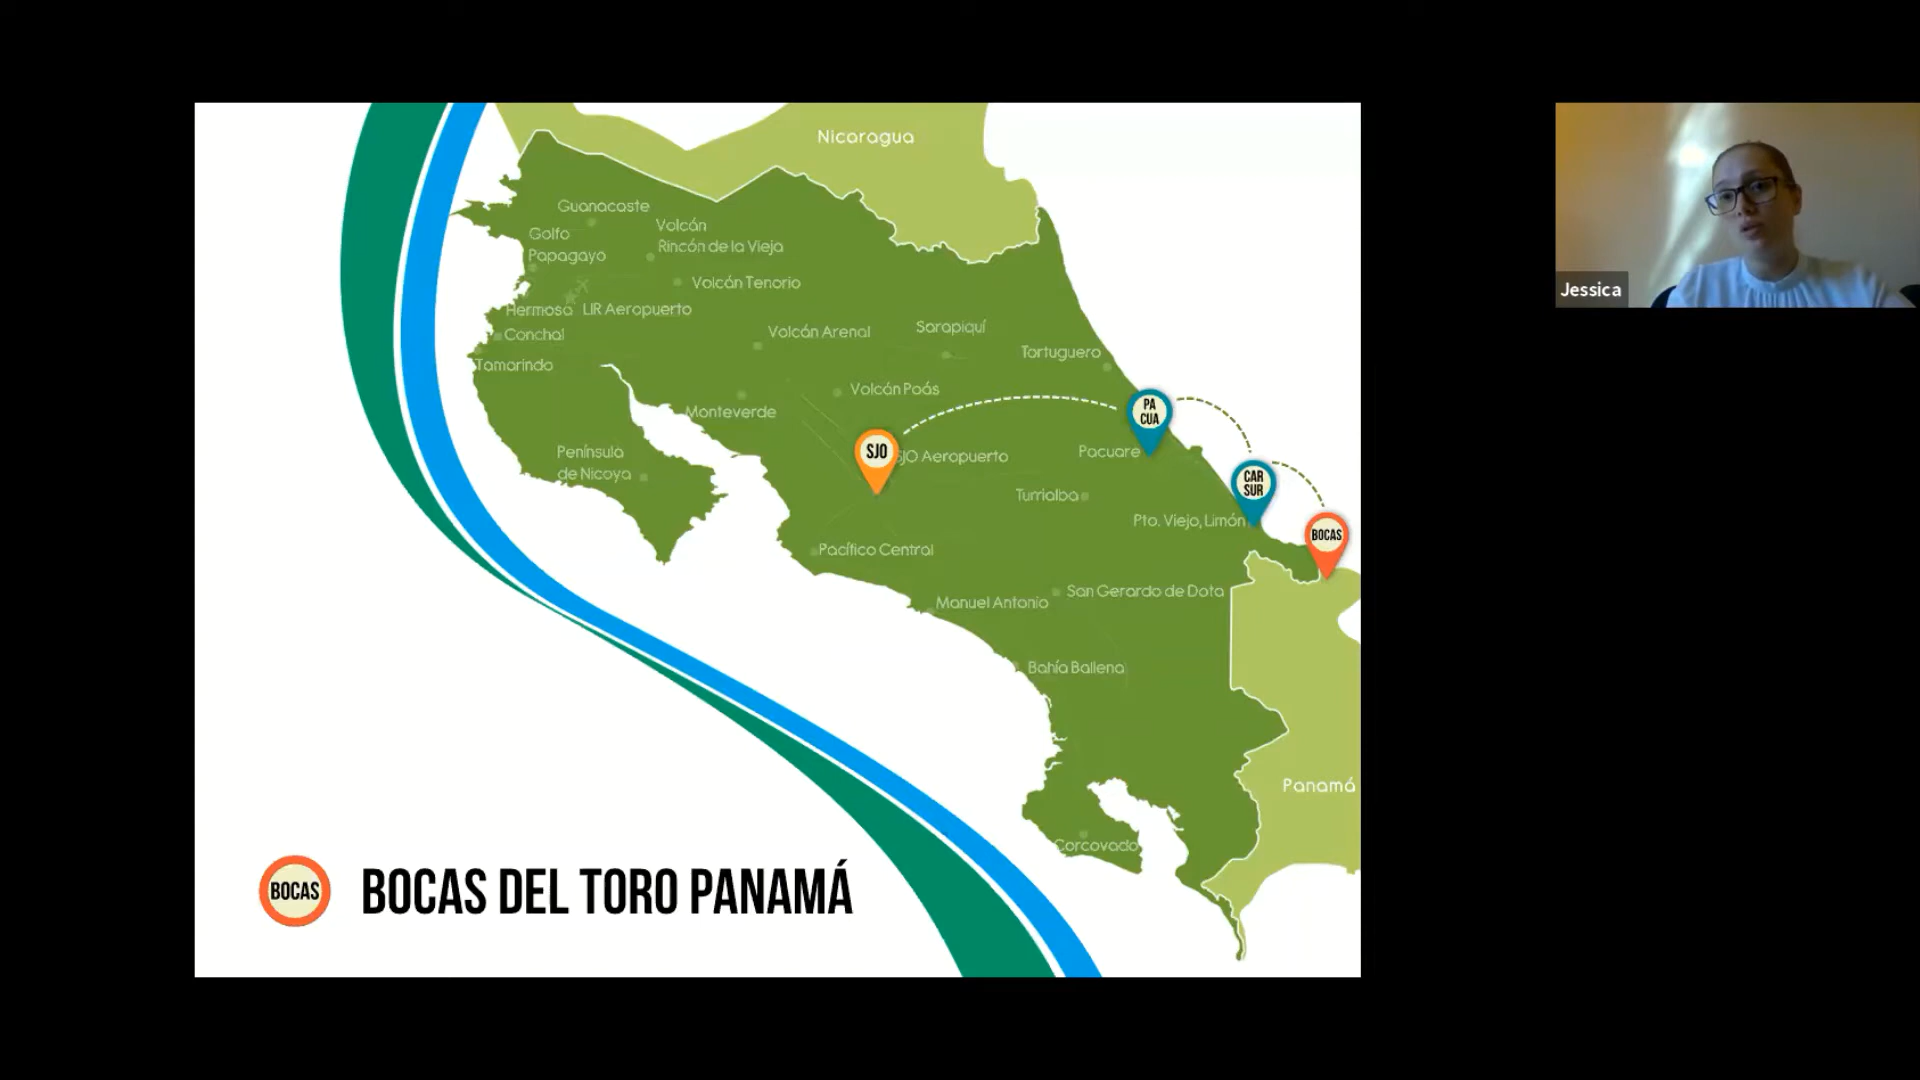 Nicaragua
Guanacaste
Golfo
Papagayo
Volcán
Rincón de la Vieja
Volcán Tenorio
Hermosa
LIR Aeropuerto
Conchal
Tamarindo
Volcán Arenal
Sarapiquí
Tortuguero
Volcán Poás
Monteverde
PA
CUA
Pacuare
SJO
SJO Aeropuerto
Península
de Nicoya
CAR
SUR
Turrialba
Pto. Viejo, Limón
BOCAS
Pacífico Central
San Gerardo de Dota
Manuel Antonio
Bahía Ballena
Panamá
Corcovado
BOCAS
BOCAS DEL TORO PANAMÁ
Jessica